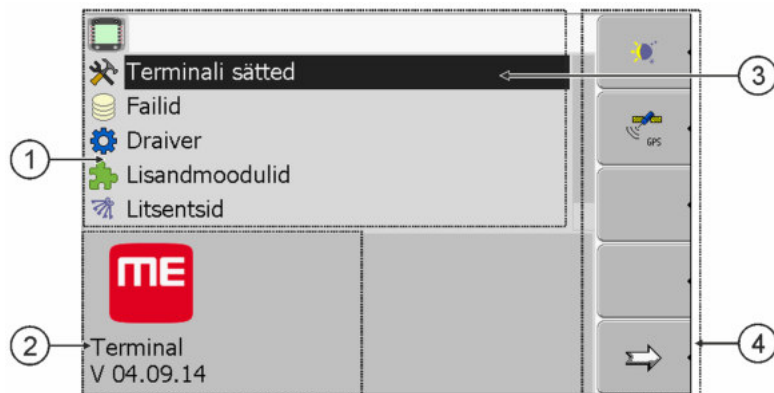 Terminali sätted
Failid
Draiver
GPS
Lisandmoodulid
Litsentsid
ME
Terminal
V 04.09.14
1
2
3
4